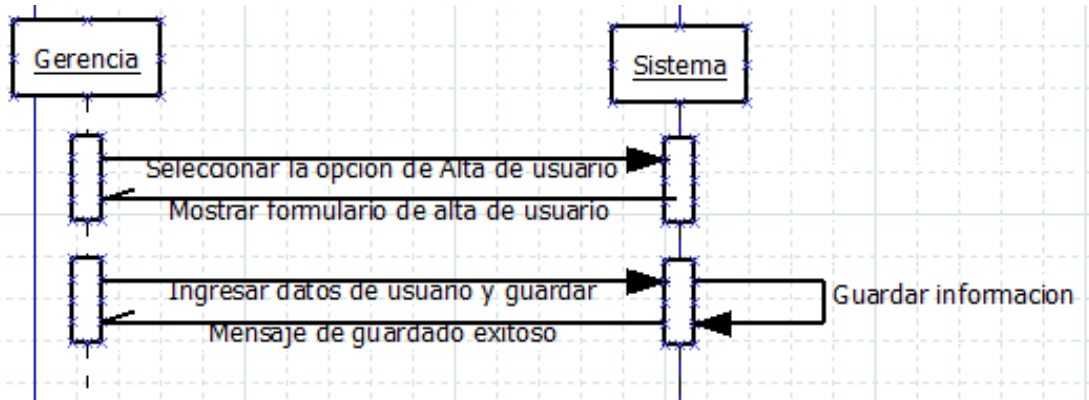 Gerencia
Sistema
Seleccionar la opcion de Alta de usuario
Mostrar formulario de alta de usuario
Ingresar datos de usuario y guardar
Guardar informacion
Mensaje de guardado exitoso